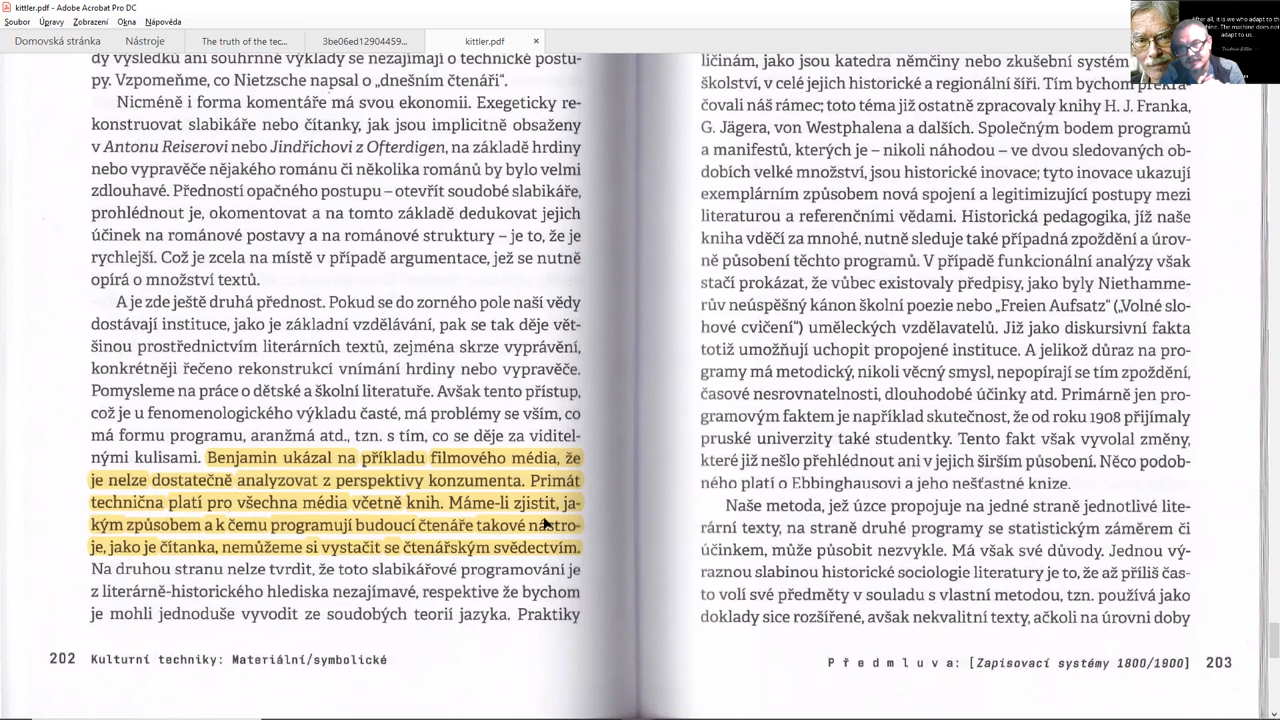 kittler.pdf - Adobe Acrobat Pro DC
Soubor Úpravy Zobrazení Okna Nápověda
Domovská stránka Nástroje The truth of the tec... 3be06ed12904459... kittler.pdf
After all, it is we who adapt to the
machine. The machine does not
adapt to us.
dy výsledků ani souhrnné výklady se nezajímají o technické postu-
py. Vzpomeňme, co Nietzsche napsal o „dnešním čtenáři“.
Nicméně i forma komentáře má svou ekonomii. Exegeticky re-
konstruovat slabikáře nebo čítanky, jak jsou implicitně obsaženy
v Antonu Reiserovi nebo Jindřichovi z Ofterdigen, na základě hrdiny
nebo vypravěče nějakého románu či několika románů by bylo velmi
zdlouhavé. Předností opačného postupu – otevřít soudobé slabikáře,
prohlédnout je, okomentovat a na tomto základě dedukovat jejich
účinek na románové postavy a na románové struktury – je to, že je
rychlejší. Což je zcela na místě v případě argumentace, jež se nutně
opírá o množství textů.
A je zde ještě druhá přednost. Pokud se do zorného pole naší vědy
dostávají instituce, jako je základní vzdělávání, pak se tak děje vět-
šinou prostřednictvím literárních textů, zejména skrze vyprávění,
konkrétněji řečeno rekonstrukcí vnímání hrdiny nebo vypravěče.
Pomysleme na práce o dětské a školní literatuře. Avšak tento přístup,
což je u fenomenologického výkladu časté, má problémy se vším, co
má formu programu, aranžmá atd., tzn. s tím, co se děje za viditel-
nými kulisami. Benjamin ukázal na příkladu filmového média, že
je nelze dostatečně analyzovat z perspektivy konzumenta. Primát
technična platí pro všechna média včetně knih. Máme-li zjistit, ja-
kým způsobem a k čemu programují budoucí čtenáře takové nástro-
je, jako je čítanka, nemůžeme si vystačit se čtenářským svědectvím.
Na druhou stranu nelze tvrdit, že toto slabikářové programování je
z literárně-historického hlediska nezajímavé, respektive že bychom
je mohli jednoduše vyvodit ze soudobých teorií jazyka. Praktiky
202 Kulturní techniky: Materiální/symbolické
ličinám, jako jsou katedra němčiny nebo zkušební systém
školství, v celé jejich historické a regionální šíři. Tím bychom překra-
čovali náš rámec; toto téma již ostatně zpracovaly knihy H. J. Franka,
G. Jägera, von Westphalena a dalších. Společným bodem programů
a manifestů, kterých je – nikoli náhodou – ve dvou sledovaných ob-
dobích velké množství, jsou historické inovace; tyto inovace ukazují
exemplárním způsobem nová spojení a legitimizující postupy mezi
literaturou a referenčními vědami. Historická pedagogika, jíž naše
kniha vděčí za mnohé, nutně sleduje také případná zpoždění a úrov-
ně působení těchto programů. V případě funkcionální analýzy však
stačí prokázat, že vůbec existovaly předpisy, jako byly Niethamme-
rův neúspěšný kánon školní poezie nebo „Freien Aufsatz“ („Volné slo-
hové cvičení“) uměleckých vzdělavatelů. Již jako diskursivní fakta
totiž umožňují uchopit propojené instituce. A jelikož důraz na pro-
gramy má metodický, nikoli věcný smysl, nepopírají se tím zpoždění,
časové nesrovnatelnosti, dlouhodobé účinky atd. Primárně jen pro-
gramovým faktem je například skutečnost, že od roku 1908 přijímaly
pruské univerzity také studentky. Tento fakt však vyvolal změny,
které již nešlo přehlédnout ani v jejich širším působení. Něco podob-
ného platí o Ebbinghausovi a jeho nešťastné knize.
Naše metoda, jež úzce propojuje na jedné straně jednotlivé lite-
rární texty, na straně druhé programy se statistickým záměrem či
účinkem, může působit nezvykle. Má však své důvody. Jednou vý-
raznou slabinou historické sociologie literatury je to, že až příliš čas-
to volí své předměty v souladu s vlastní metodou, tzn. používá jako
doklady sice rozšířené, avšak nekvalitní texty, ačkoli na úrovni doby
Předmluva: [Zapisovací systémy 1800/1900] 203